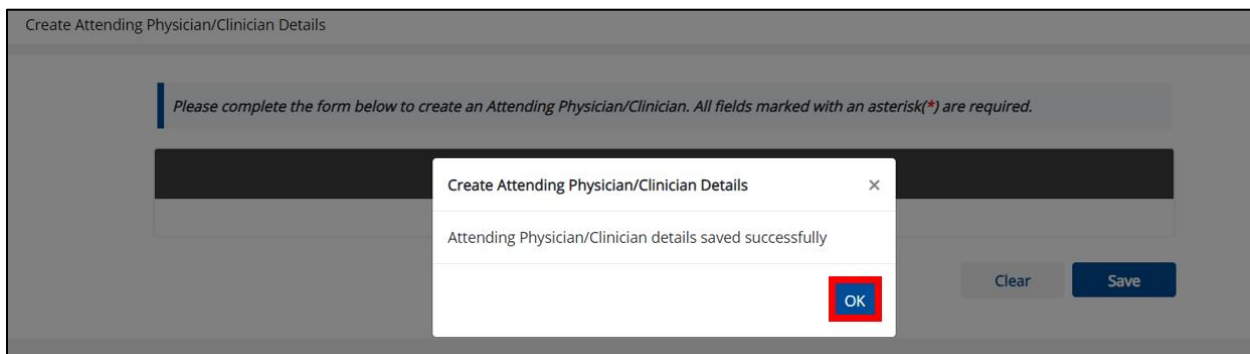 Create Attending Physician/Clinician Details
Please complete the form below to create an Attending Physician/Clinician. All fields marked with an asterisk(*) are required.
Create Attending Physician/Clinician Details ×
Attending Physician/Clinician details saved successfully
OK
Clear Save